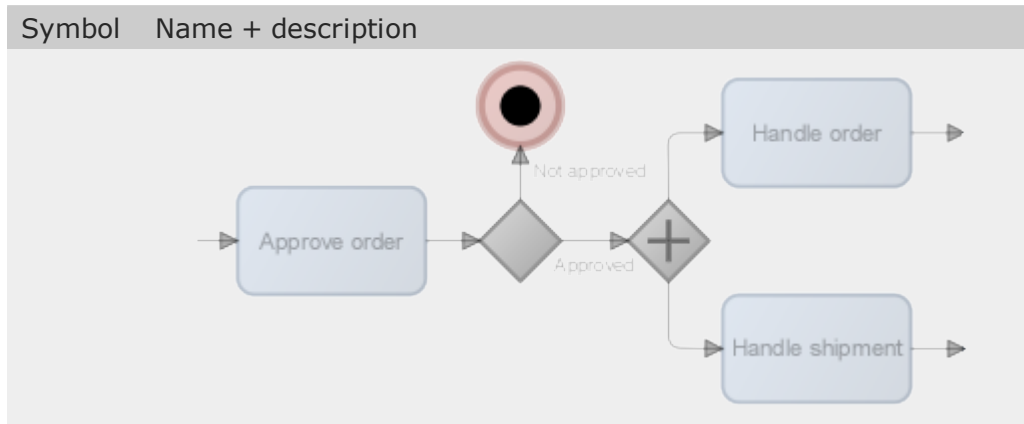 Symbol Name + description
Not approved
Handle order
Approve order
Approved
Handle shipment